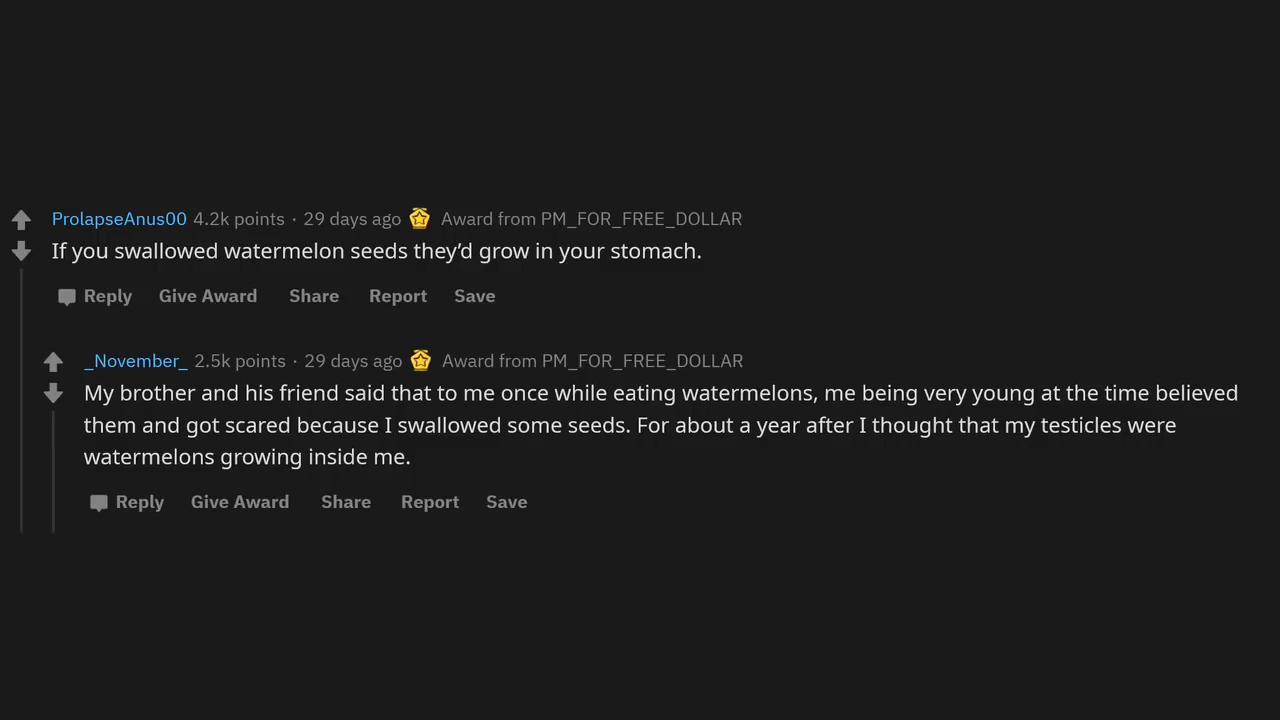 ProlapseAnus00 4.2k points · 29 days ago Award from PM_FOR_FREE_DOLLAR
If you swallowed watermelon seeds they’d grow in your stomach.
Reply Give Award Share Report Save
_November_ 2.5k points · 29 days ago Award from PM_FOR_FREE_DOLLAR
My brother and his friend said that to me once while eating watermelons, me being very young at the time believed
them and got scared because I swallowed some seeds. For about a year after I thought that my testicles were
watermelons growing inside me.
Reply Give Award Share Report Save